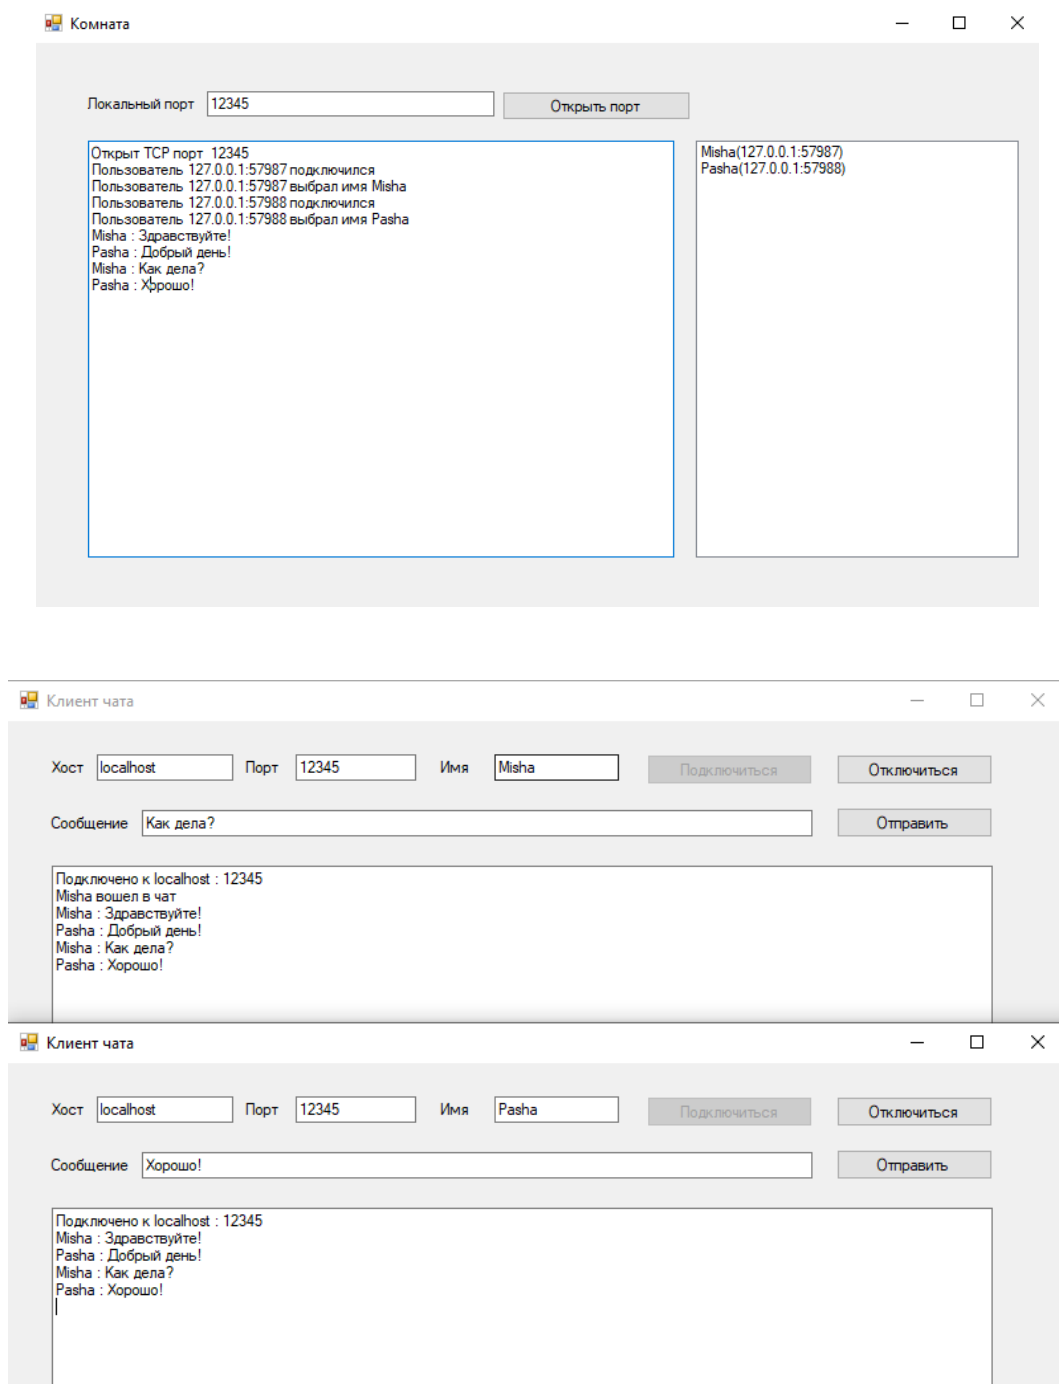 Комната
Локальный порт 12345 Открыть порт
Открыт TCP порт 12345
Пользователь 127.0.0.1:57987 подключился
Пользователь 127.0.0.1:57987 выбрал имя Misha
Пользователь 127.0.0.1:57988 подключился
Пользователь 127.0.0.1:57988 выбрал имя Pasha
Misha : Здравствуйте!
Pasha : Добрый день!
Misha : Как дела?
Pasha : Хорошо!
Misha(127.0.0.1:57987)
Pasha(127.0.0.1:57988)
Клиент чата
Хост localhost Порт 12345 Имя Misha Подключиться Отключиться
Сообщение Как дела? Отправить
Подключено к localhost : 12345
Misha вошел в чат
Misha : Здравствуйте!
Pasha : Добрый день!
Misha : Как дела?
Pasha : Хорошо!
Клиент чата
Хост localhost Порт 12345 Имя Pasha Подключиться Отключиться
Сообщение Хорошо! Отправить
Подключено к localhost : 12345
Misha : Здравствуйте!
Pasha : Добрый день!
Misha : Как дела?
Pasha : Хорошо!